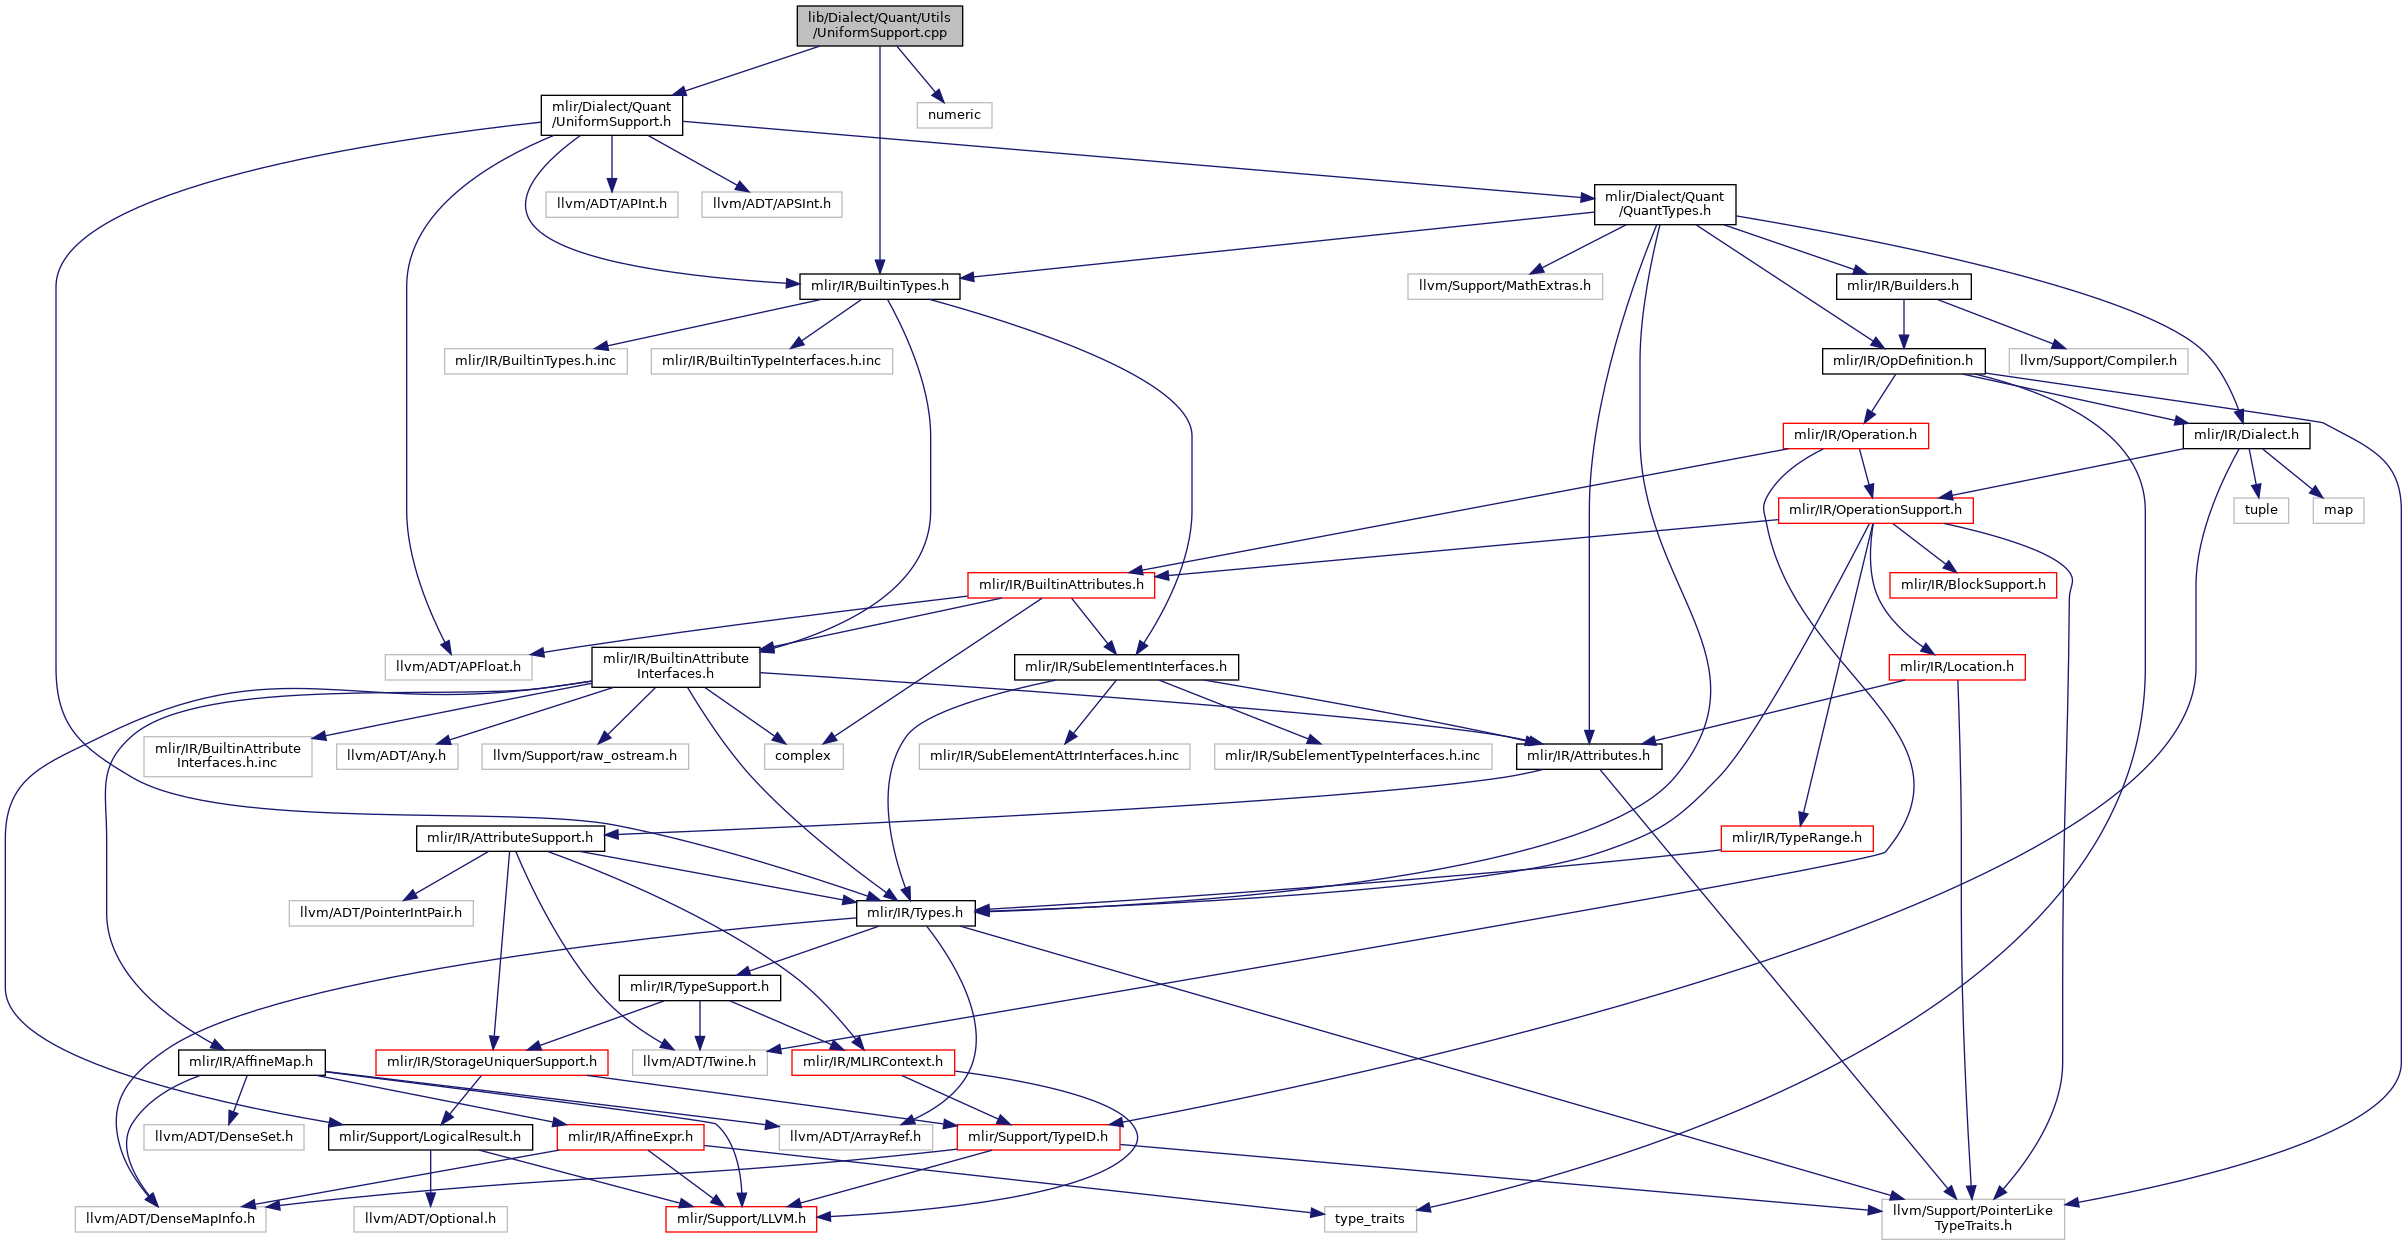 lib/Dialect/Quant/Utils
/UniformSupport.cpp
mlir/Dialect/Quant
/UniformSupport.h
numeric
llvm/ADT/APInt.h
llvm/ADT/APSInt.h
mlir/Dialect/Quant
/QuantTypes.h
mlir/IR/BuiltinTypes.h
llvm/Support/MathExtras.h
mlir/IR/Builders.h
mlir/IR/BuiltinTypes.h.inc
mlir/IR/BuiltinTypeInterfaces.h.inc
mlir/IR/OpDefinition.h
llvm/Support/Compiler.h
mlir/IR/Operation.h
mlir/IR/Dialect.h
mlir/IR/OperationSupport.h
tuple
map
mlir/IR/BuiltinAttributes.h
mlir/IR/BlockSupport.h
llvm/ADT/APFloat.h
mlir/IR/BuiltinAttribute
Interfaces.h
mlir/IR/SubElementInterfaces.h
mlir/IR/Location.h
mlir/IR/BuiltinAttribute
Interfaces.h.inc
llvm/ADT/Any.h
llvm/Support/raw_ostream.h
complex
mlir/IR/SubElementAttrInterfaces.h.inc
mlir/IR/SubElementTypeInterfaces.h.inc
mlir/IR/Attributes.h
mlir/IR/AttributeSupport.h
mlir/IR/TypeRange.h
llvm/ADT/PointerIntPair.h
mlir/IR/Types.h
mlir/IR/TypeSupport.h
mlir/IR/AffineMap.h
mlir/IR/StorageUniquerSupport.h
llvm/ADT/Twine.h
mlir/IR/MLIRContext.h
llvm/ADT/DenseSet.h
mlir/Support/LogicalResult.h
mlir/IR/AffineExpr.h
llvm/ADT/ArrayRef.h
mlir/Support/TypeID.h
llvm/ADT/DenseMapInfo.h
llvm/ADT/Optional.h
mlir/Support/LLVM.h
type_traits
llvm/Support/PointerLike
TypeTraits.h